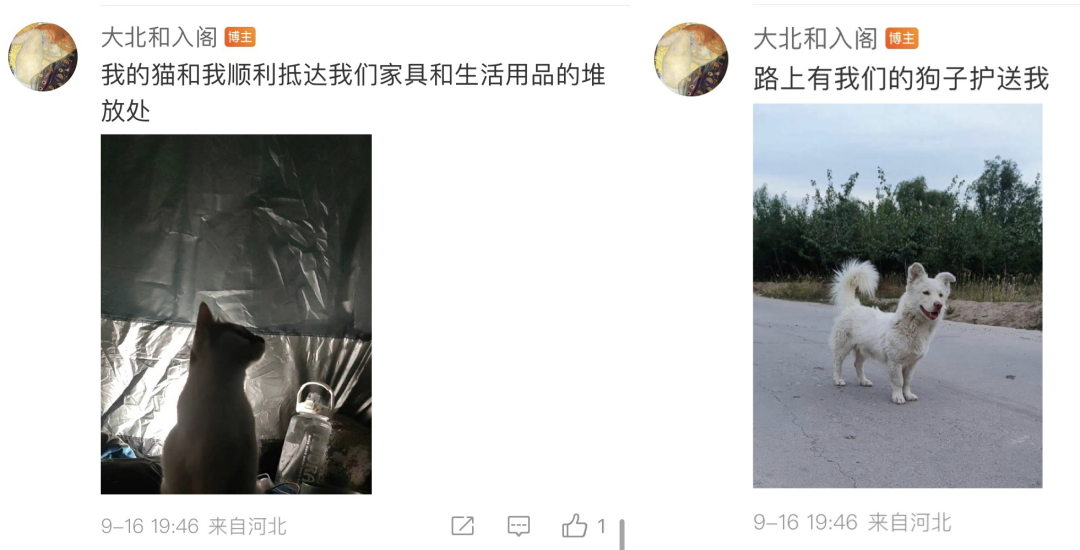 大北和入阁 博主
我的猫和我顺利抵达我们家具和生活用品的堆
放处
9-16 19:46 来自河北
1
大北和入阁 博主
路上有我们的狗子护送我
9-16 19:46 来自河北